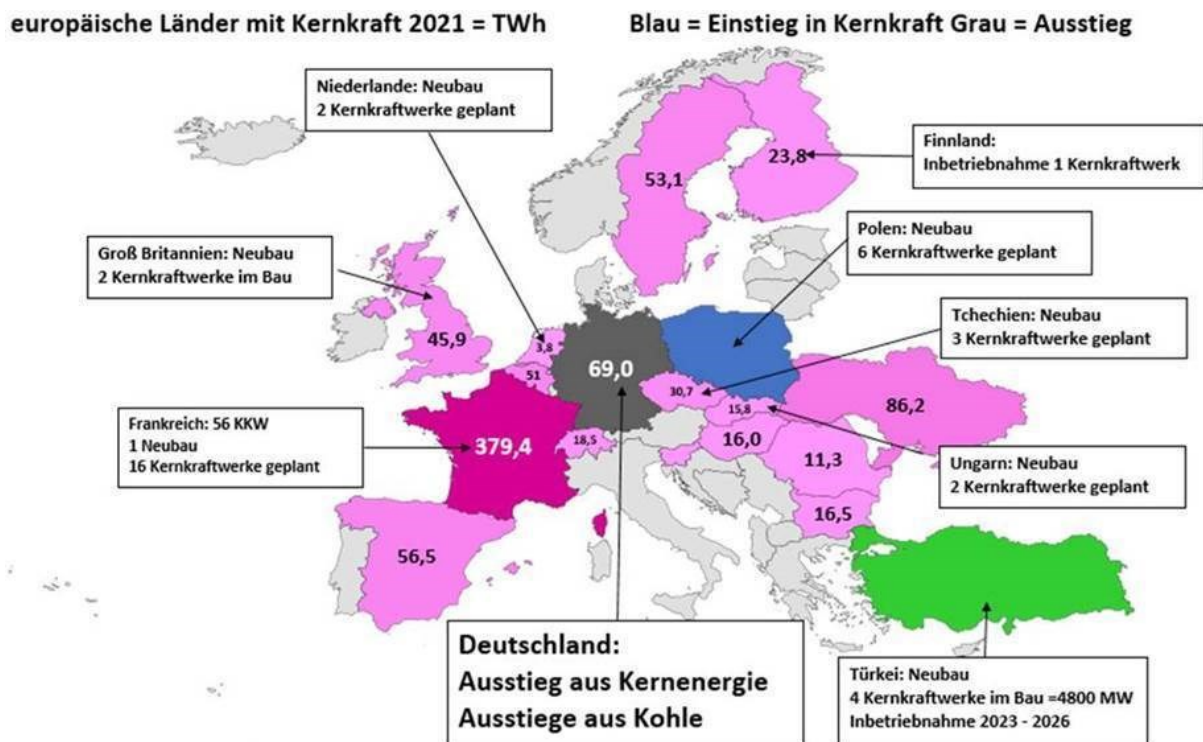 europäische Länder mit Kernkraft 2021 = TWh
Blau = Einstieg in Kernkraft Grau = Ausstieg
Niederlande: Neubau
2 Kernkraftwerke geplant
Finnland:
Inbetriebnahme 1 Kernkraftwerk
23,8
53,1
Polen: Neubau
6 Kernkraftwerke geplant
Groß Britannien: Neubau
2 Kernkraftwerke im Bau
Tchechien: Neubau
3 Kernkraftwerke geplant
45,9
3,8
51
69,0
30,7
15,8
86,2
Frankreich: 56 KKW
1 Neubau
16 Kernkraftwerke geplant
379,4
18,5
16,0
11,3
Ungarn: Neubau
2 Kernkraftwerke geplant
16,5
56,5
Deutschland:
Ausstieg aus Kernenergie
Ausstiege aus Kohle
Türkei: Neubau
4 Kernkraftwerke im Bau =4800 MW
Inbetriebnahme 2023 - 2026